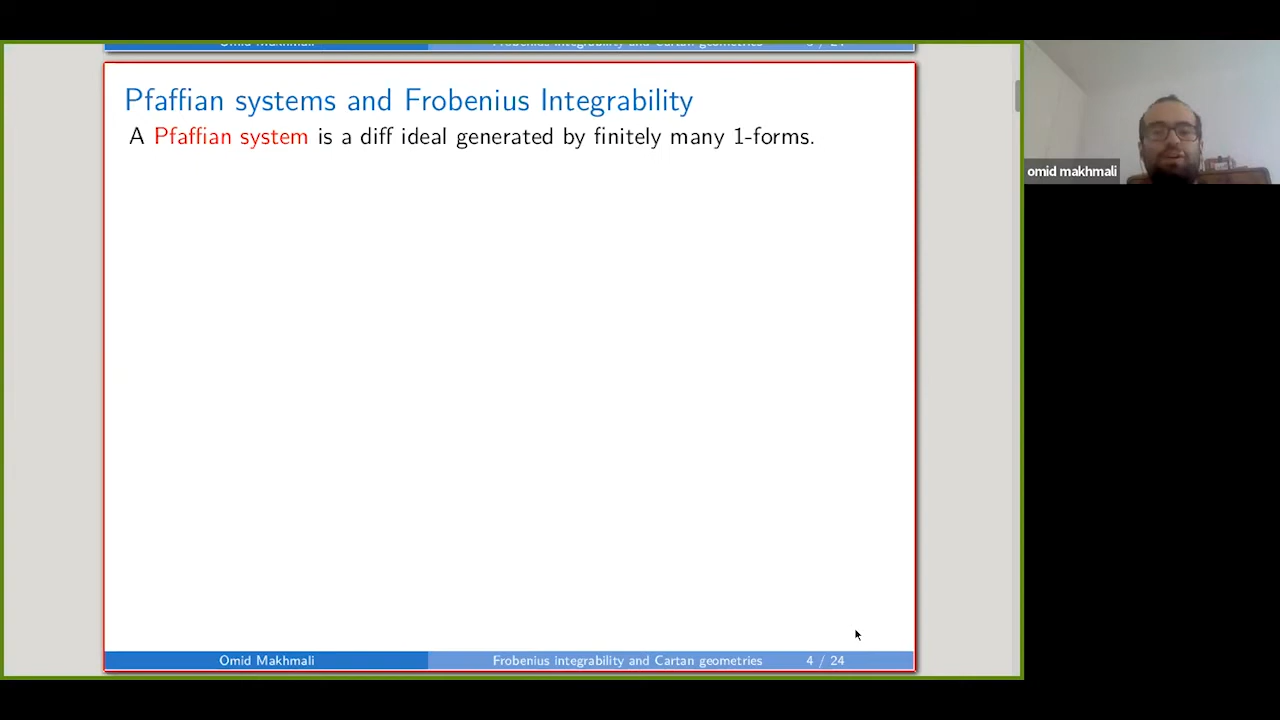 Pfaffian systems and Frobenius Integrability
A Pfaffian system is a diff ideal generated by finitely many 1-forms.
omid makhmali
Omid Makhmali Frobenius integrability and Cartan geometries 4 / 24